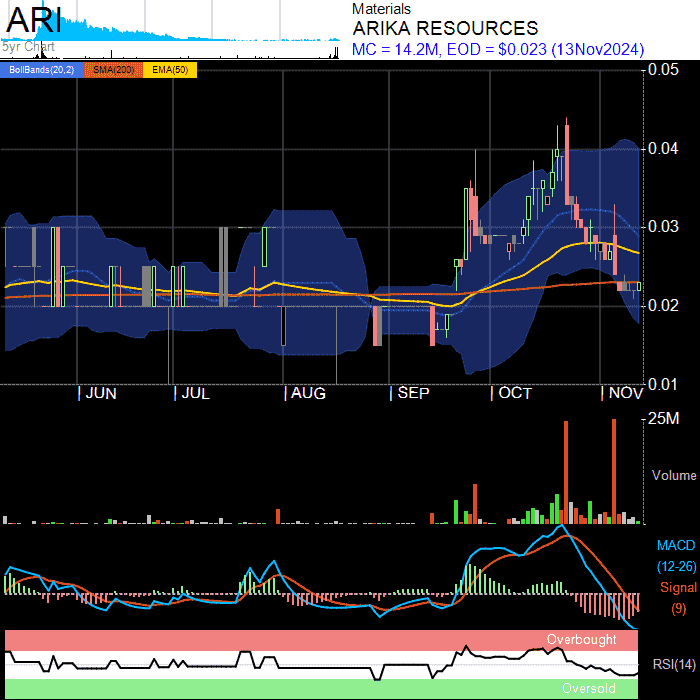 ARI
5yr Chart
Materials
ARIKA RESOURCES
MC = 14.2M, EOD = $0.023 (13Nov2024)
BollBands(20,2) SMA(200) EMA(50)
0.05
0.04
0.03
0.02
0.01
| JUN | JUL | AUG | SEP | OCT | NOV
25M
Volume
MACD
(12-26)
Signal
(9)
Overbought
RSI(14)
Oversold